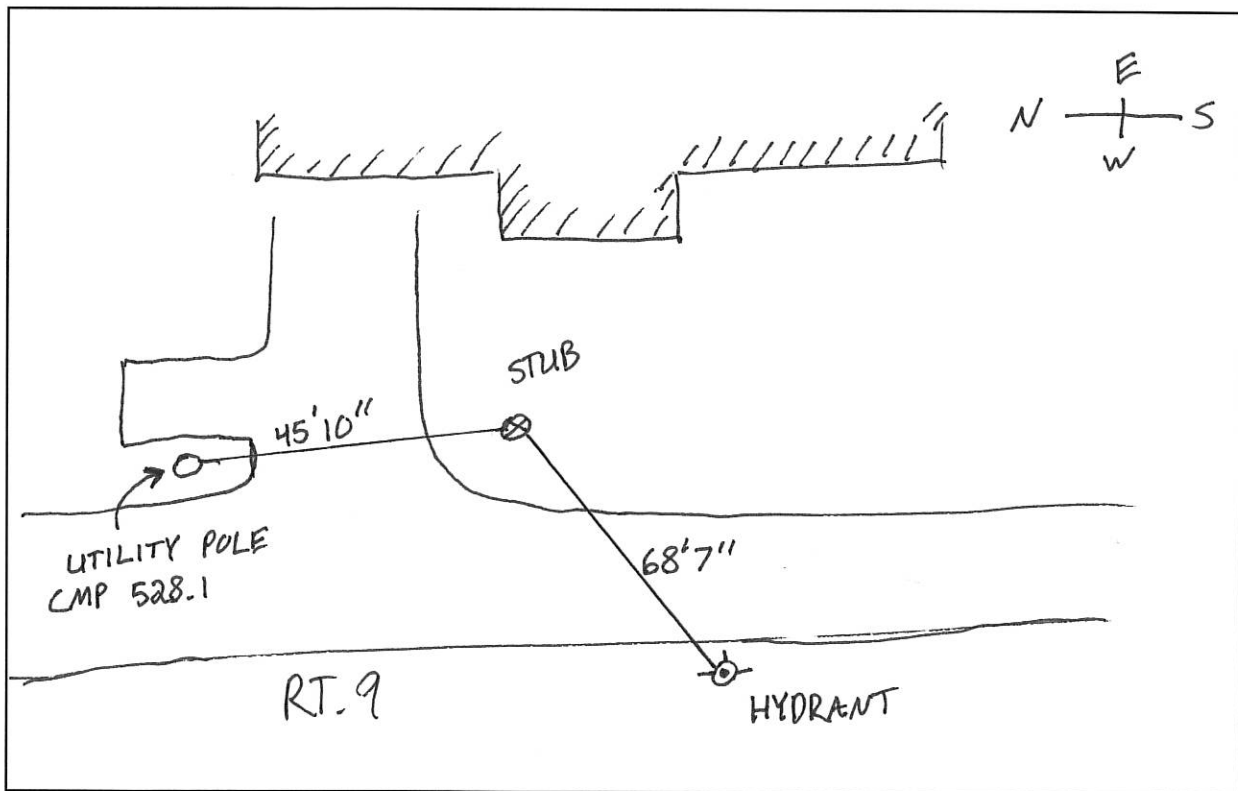 E
N S
W
STUB
45'10"
UTILITY POLE
CMP 528.1
68'7"
RT. 9
HYDRANT